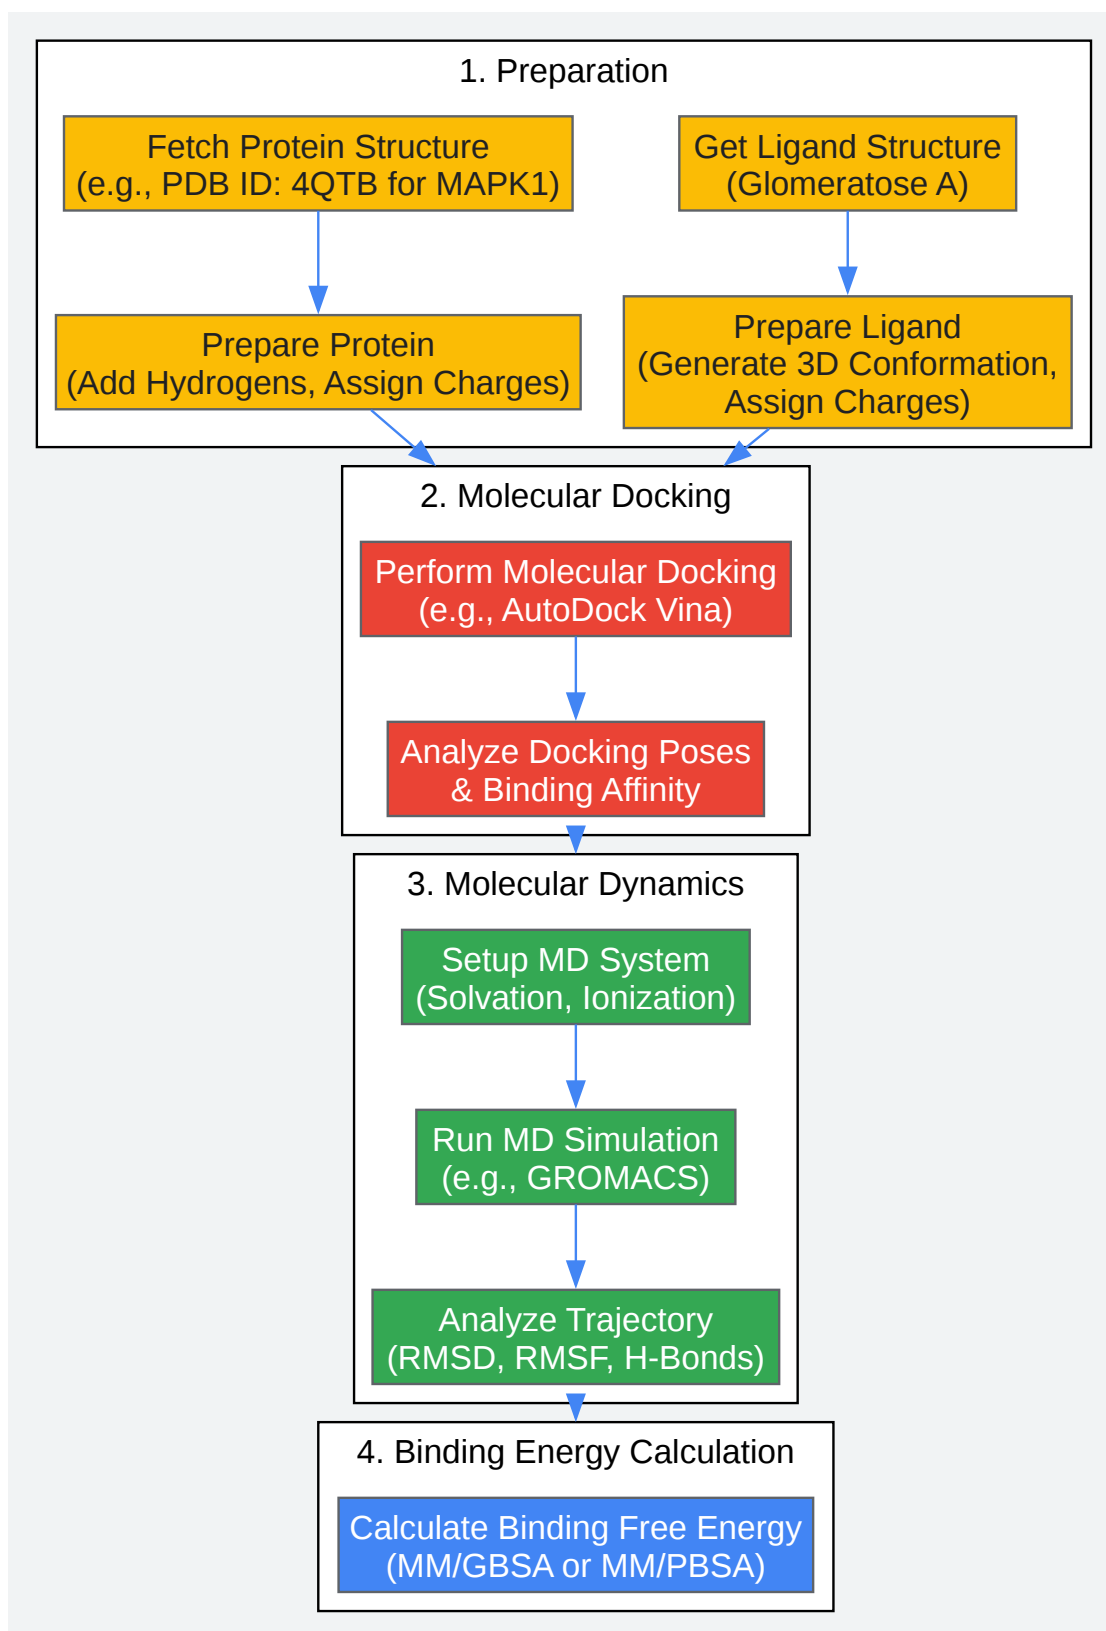 1. Preparation
Fetch Protein Structure
(e.g., PDB ID: 4QTB for MAPK1)
Get Ligand Structure
(Glomeratose A)
Prepare Protein
(Add Hydrogens, Assign Charges)
Prepare Ligand
(Generate 3D Conformation,
Assign Charges)
2. Molecular Docking
Perform Molecular Docking
(e.g., AutoDock Vina)
Analyze Docking Poses
& Binding Affinity
3. Molecular Dynamics
Setup MD System
(Solvation, Ionization)
Run MD Simulation
(e.g., GROMACS)
Analyze Trajectory
(RMSD, RMSF, H-Bonds)
4. Binding Energy Calculation
Calculate Binding Free Energy
(MM/GBSA or MM/PBSA)